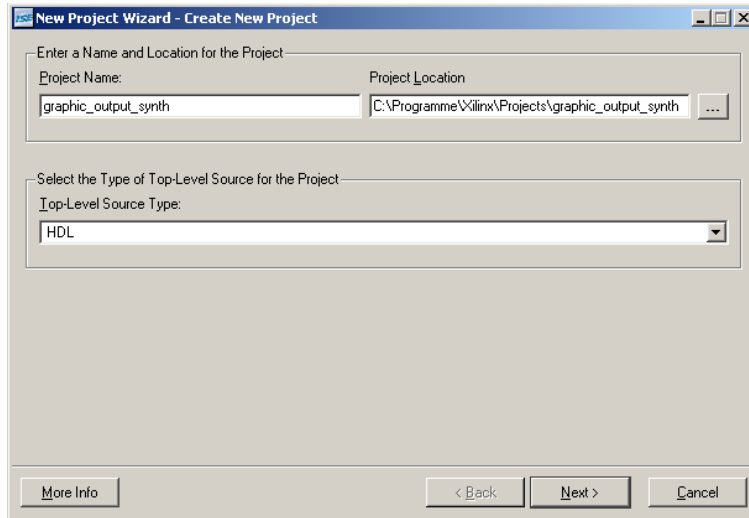 ISE New Project Wizard - Create New Project
Enter a Name and Location for the Project
Project Name: Project Location
graphic_output_synth C:\Programme\Xilinx\Projects\graphic_output_synth ...
Select the Type of Top-Level Source for the Project
Top-Level Source Type:
HDL
More Info < Back Next > Cancel